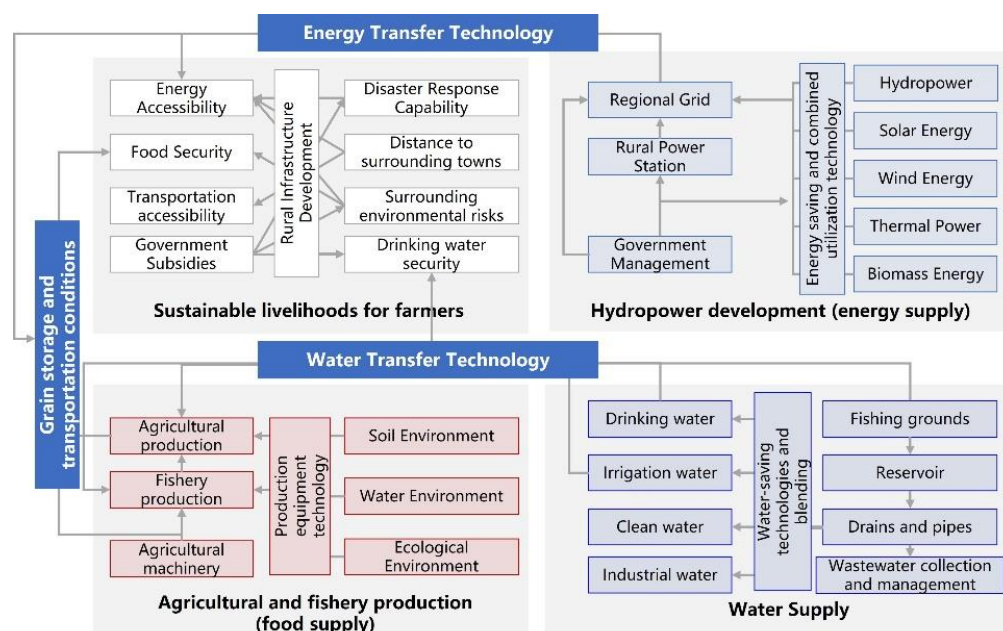 Energy Transfer Technology
Energy
Accessibility
Food Security
Transportation
accessibility
Government
Subsidies
Rural Infrastructure
Development
Disaster Response
Capability
Distance to
surrounding towns
Surrounding
environmental risks
Drinking water
security
Sustainable livelihoods for farmers
Regional Grid
Rural Power
Station
Government
Management
Energy saving and combined
utilization technology
Hydropower
Solar Energy
Wind Energy
Thermal Power
Biomass Energy
Hydropower development (energy supply)
Grain storage and
transportation conditions
Water Transfer Technology
Agricultural
production
Fishery
production
Agricultural
machinery
Production
equipment
technology
Soil Environment
Water Environment
Ecological
Environment
Agricultural and fishery production
(food supply)
Drinking water
Irrigation water
Clean water
Industrial water
Water-saving
technologies and
blending
Fishing grounds
Reservoir
Drains and pipes
Wastewater collection
and management
Water Supply